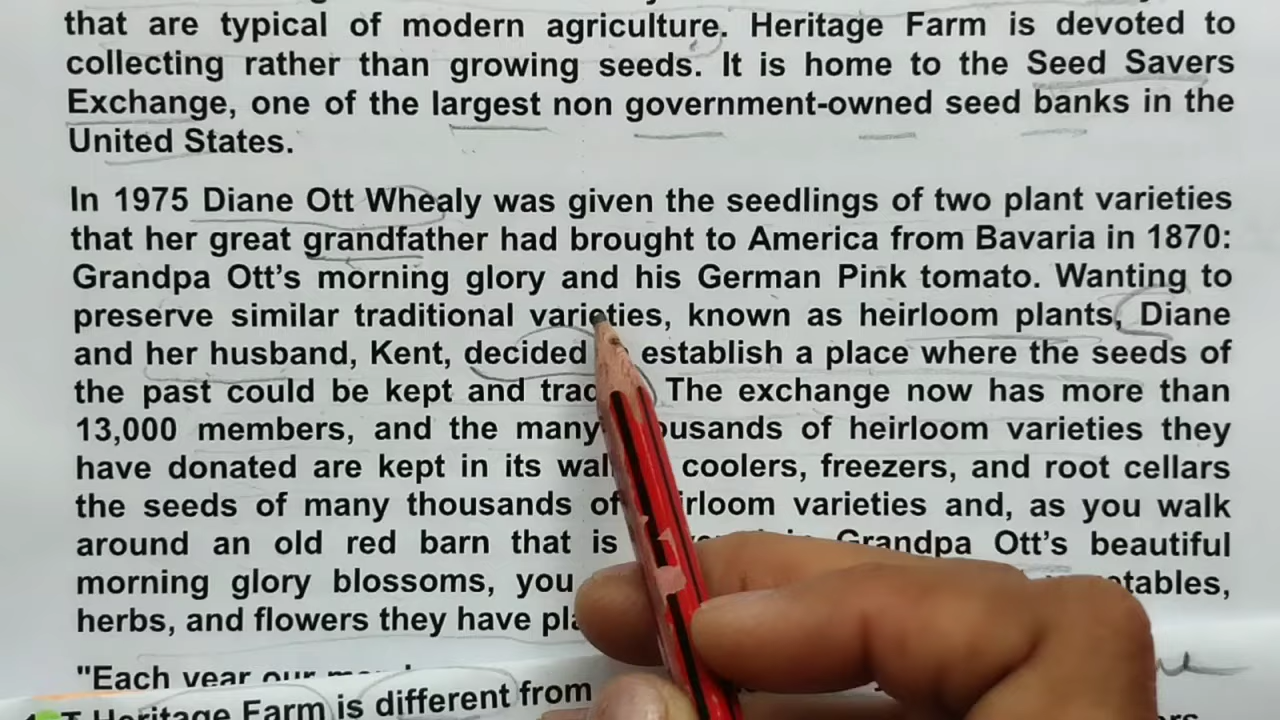 that are typical of modern agriculture. Heritage Farm is devoted to
collecting rather than growing seeds. It is home to the Seed Savers
Exchange, one of the largest non government-owned seed banks in the
United States.
In 1975 Diane Ott Whealy was given the seedlings of two plant varieties
that her great grandfather had brought to America from Bavaria in 1870:
Grandpa Ott's morning glory and his German Pink tomato. Wanting to
preserve similar traditional varieties, known as heirloom plants, Diane
and her husband, Kent, decided establish a place where the seeds of
the past could be kept and The exchange now has more than
13,000 members, and the many of heirloom varieties they
have donated are kept in its coolers, freezers, and root cellars
the seeds of many thousands of varieties and, as you walk
around an old red barn that is Grandpa Ott's beautiful
morning glory blossoms, you
herbs, and flowers they have
"Each year our
Heritage Farm is different from